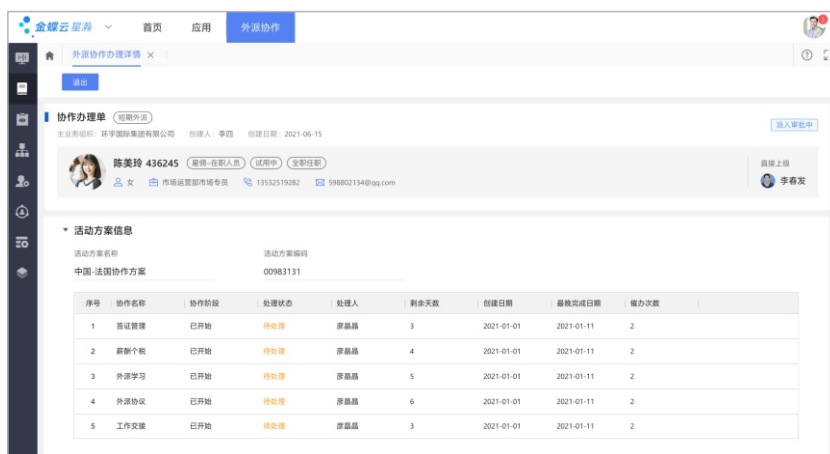 金蝶云星瀚 首页 应用 外派协作
外派协作办理详情
退出
协作办理单 短期外派
派入审批中
主业务组织: 环宇国际集团有限公司 创建人: 李四 创建日期: 2021-06-15
陈美玲 436245 雇佣-在职人员 试用中 全职任职
直接上级
女 市场运营部市场专员 13532519282 598802134@qq.com
李春发
活动方案信息
活动方案名称 活动方案编码
中国-法国协作方案 00983131
序号 协作名称 协作阶段 处理状态 处理人 剩余天数 创建日期 最晚完成日期 催办次数
1 签证管理 已开始 待处理 彦晶晶 3 2021-01-01 2021-01-11 2
2 薪酬个税 已开始 待处理 彦晶晶 4 2021-01-01 2021-01-11 2
3 外派学习 已开始 待处理 彦晶晶 5 2021-01-01 2021-01-11 2
4 外派协议 已开始 待处理 彦晶晶 6 2021-01-01 2021-01-11 2
5 工作交接 已开始 待处理 彦晶晶 3 2021-01-01 2021-01-11 2